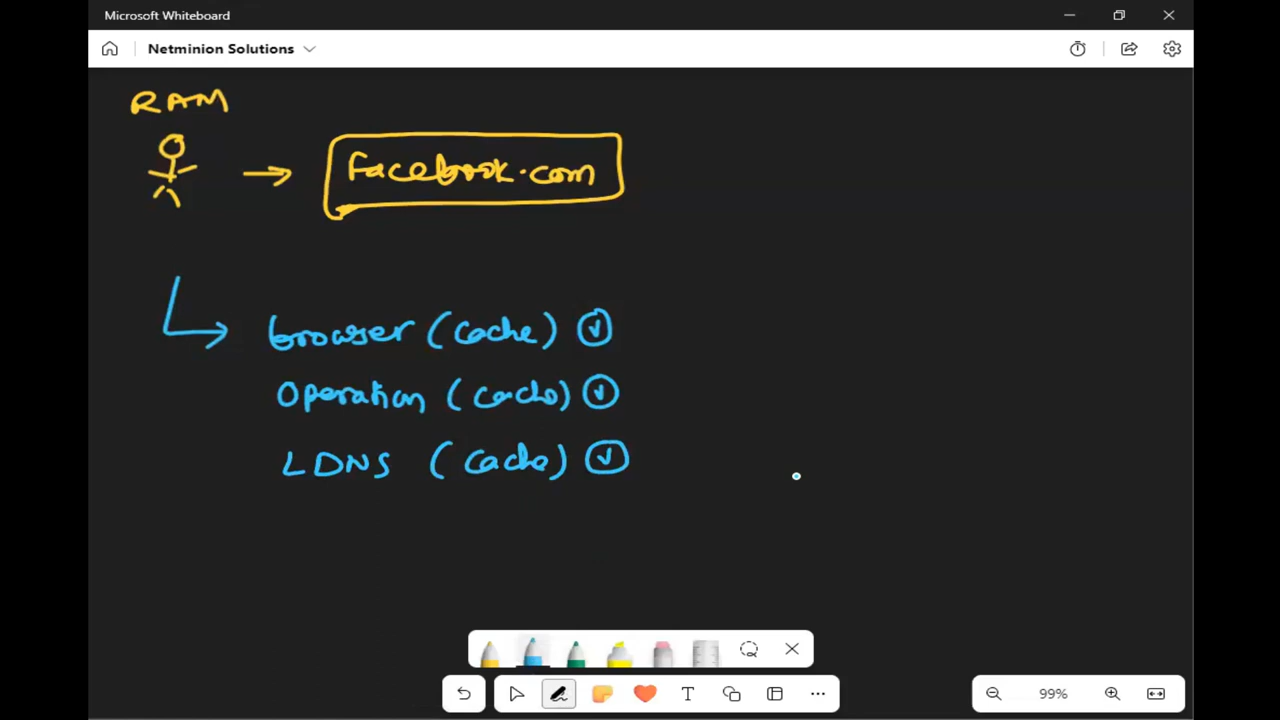 Microsoft Whiteboard
Netminion Solutions
RAM
facebook.com
browser (cache)
Operation (cache)
LDNS (cache)
99%